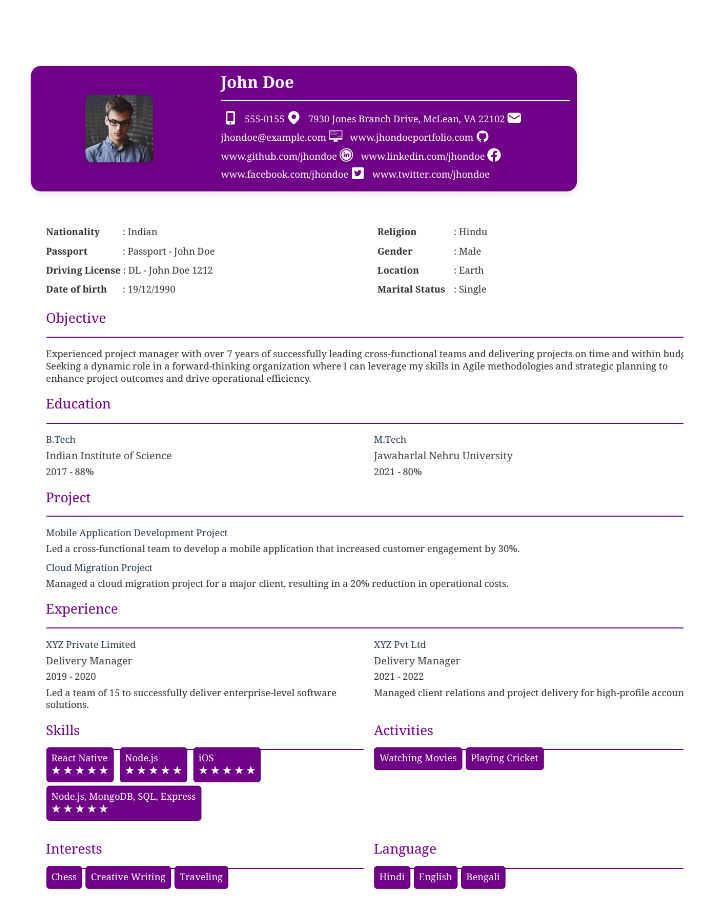 John Doe
555-0155 7930 Jones Branch Drive, McLean, VA 22102
jhondoe@example.com www.jhondoeportfolio.com
www.github.com/jhondoe www.linkedin.com/jhondoe
www.facebook.com/jhondoe www.twitter.com/jhondoe
Nationality : Indian
Passport : Passport - John Doe
Driving License : DL - John Doe 1212
Date of birth : 19/12/1990
Religion : Hindu
Gender : Male
Location : Earth
Marital Status : Single
Objective
Experienced project manager with over 7 years of successfully leading cross-functional teams and delivering projects on time and within budg
Seeking a dynamic role in a forward-thinking organization where I can leverage my skills in Agile methodologies and strategic planning to
enhance project outcomes and drive operational efficiency.
Education
B.Tech
Indian Institute of Science
2017 - 88%
M.Tech
Jawaharlal Nehru University
2021 - 80%
Project
Mobile Application Development Project
Led a cross-functional team to develop a mobile application that increased customer engagement by 30%.
Cloud Migration Project
Managed a cloud migration project for a major client, resulting in a 20% reduction in operational costs.
Experience
XYZ Private Limited
Delivery Manager
2019 - 2020
Led a team of 15 to successfully deliver enterprise-level software
solutions.
XYZ Pvt Ltd
Delivery Manager
2021 - 2022
Managed client relations and project delivery for high-profile accoun
Skills
React Native
★★★★★
Node.js
★★★★★
iOS
★★★★★
Node.js, MongoDB, SQL, Express
★★★★★
Activities
Watching Movies
Playing Cricket
Interests
Chess
Creative Writing
Traveling
Language
Hindi
English
Bengali